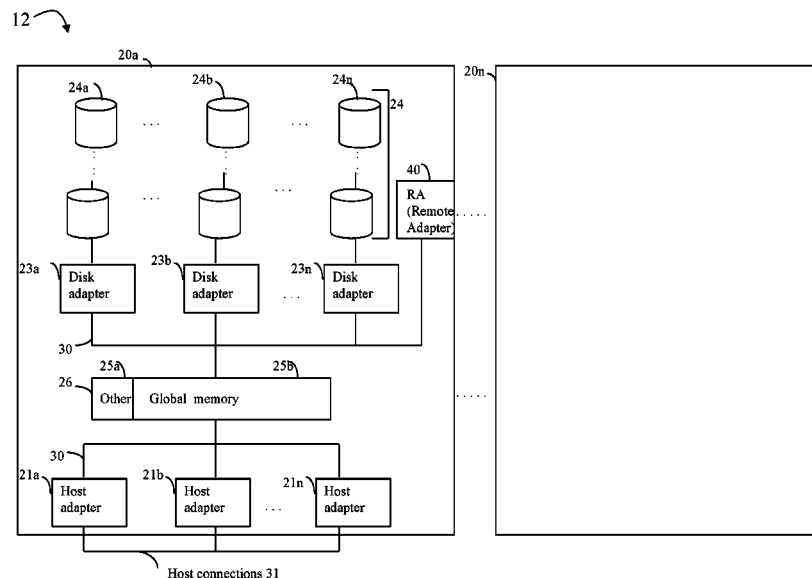 12
20a
20n
24a
24b
24n
24
...
...
40
RA
(Remote
Adapter)
...
.....
23a
Disk
adapter
23b
Disk
adapter
...
23n
Disk
adapter
30
25a
25b
26
Other
Global memory
.....
30
21a
Host
adapter
21b
Host
adapter
...
21n
Host
adapter
Host connections 31